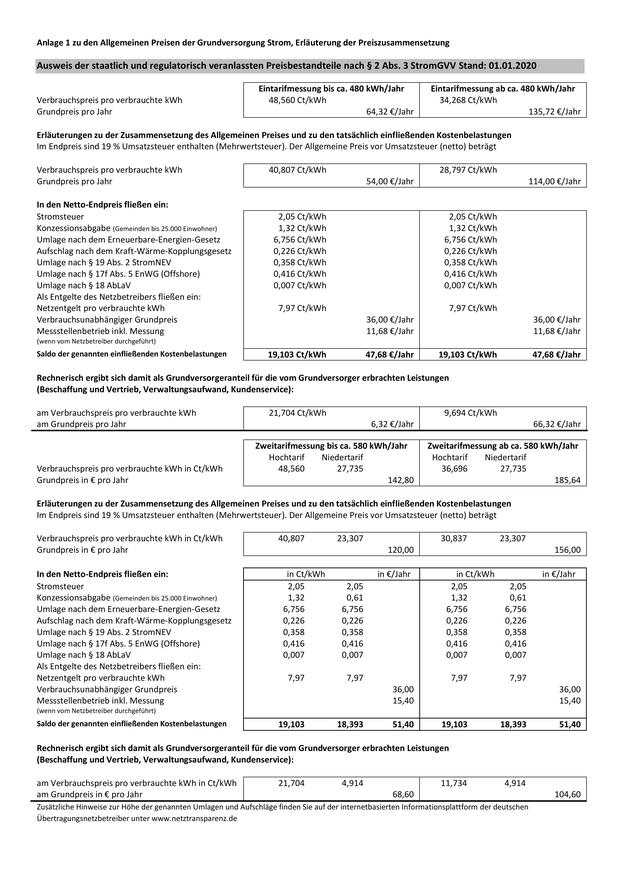 Anlage 1 zu den Allgemeinen Preisen der Grundversorgung Strom, Erläuterung der Preiszusammensetzung
Ausweis der staatlich und regulatorisch veranlassten Preisbestandteile nach § 2 Abs. 3 StromGVV Stand: 01.01.2020
Eintarifmessung bis ca. 480 kWh/Jahr Eintarifmessung ab ca. 480 kWh/Jahr
Verbrauchspreis pro verbrauchte kWh 48,560 Ct/kWh 34,268 Ct/kWh
Grundpreis pro Jahr 64,32 €/Jahr 135,72 €/Jahr
Erläuterungen zu der Zusammensetzung des Allgemeinen Preises und zu den tatsächlich einfließenden Kostenbelastungen
Im Endpreis sind 19 % Umsatzsteuer enthalten (Mehrwertsteuer). Der Allgemeine Preis vor Umsatzsteuer (netto) beträgt
Verbrauchspreis pro verbrauchte kWh 40,807 Ct/kWh 28,797 Ct/kWh
Grundpreis pro Jahr 54,00 €/Jahr 114,00 €/Jahr
In den Netto-Endpreis fließen ein:
Stromsteuer 2,05 Ct/kWh 2,05 Ct/kWh
Konzessionsabgabe (Gemeinden bis 25.000 Einwohner) 1,32 Ct/kWh 1,32 Ct/kWh
Umlage nach dem Erneuerbare-Energien-Gesetz 6,756 Ct/kWh 6,756 Ct/kWh
Aufschlag nach dem Kraft-Wärme-Kopplungsgesetz 0,226 Ct/kWh 0,226 Ct/kWh
Umlage nach § 19 Abs. 2 StromNEV 0,358 Ct/kWh 0,358 Ct/kWh
Umlage nach § 17f Abs. 5 EnWG (Offshore) 0,416 Ct/kWh 0,416 Ct/kWh
Umlage nach § 18 AbLaV 0,007 Ct/kWh 0,007 Ct/kWh
Als Entgelte des Netzbetreibers fließen ein:
Netzentgelt pro verbrauchte kWh 7,97 Ct/kWh 7,97 Ct/kWh
Verbrauchsunabhängiger Grundpreis 36,00 €/Jahr 36,00 €/Jahr
Messstellenbetrieb inkl. Messung 11,68 €/Jahr 11,68 €/Jahr
(wenn vom Netzbetreiber durchgeführt)
Saldo der genannten einfließenden Kostenbelastungen 19,103 Ct/kWh 47,68 €/Jahr 19,103 Ct/kWh 47,68 €/Jahr
Rechnerisch ergibt sich damit als Grundversorgeranteil für die vom Grundversorger erbrachten Leistungen
(Beschaffung und Vertrieb, Verwaltungsaufwand, Kundenservice):
am Verbrauchspreis pro verbrauchte kWh 21,704 Ct/kWh 9,694 Ct/kWh
am Grundpreis pro Jahr 6,32 €/Jahr 66,32 €/Jahr
Zweitarifmessung bis ca. 580 kWh/Jahr Zweitarifmessung ab ca. 580 kWh/Jahr
Hochtarif Niedertarif Hochtarif Niedertarif
Verbrauchspreis pro verbrauchte kWh in Ct/kWh 48,560 27,735 36,696 27,735
Grundpreis in € pro Jahr 142,80 185,64
Erläuterungen zu der Zusammensetzung des Allgemeinen Preises und zu den tatsächlich einfließenden Kostenbelastungen
Im Endpreis sind 19 % Umsatzsteuer enthalten (Mehrwertsteuer). Der Allgemeine Preis vor Umsatzsteuer (netto) beträgt
Verbrauchspreis pro verbrauchte kWh in Ct/kWh 40,807 23,307 30,837 23,307
Grundpreis in € pro Jahr 120,00 156,00
In den Netto-Endpreis fließen ein: in Ct/kWh in €/Jahr in Ct/kWh in €/Jahr
Stromsteuer 2,05 2,05 2,05 2,05
Konzessionsabgabe (Gemeinden bis 25.000 Einwohner) 1,32 0,61 1,32 0,61
Umlage nach dem Erneuerbare-Energien-Gesetz 6,756 6,756 6,756 6,756
Aufschlag nach dem Kraft-Wärme-Kopplungsgesetz 0,226 0,226 0,226 0,226
Umlage nach § 19 Abs. 2 StromNEV 0,358 0,358 0,358 0,358
Umlage nach § 17f Abs. 5 EnWG (Offshore) 0,416 0,416 0,416 0,416
Umlage nach § 18 AbLaV 0,007 0,007 0,007 0,007
Als Entgelte des Netzbetreibers fließen ein:
Netzentgelt pro verbrauchte kWh 7,97 7,97 7,97 7,97
Verbrauchsunabhängiger Grundpreis 36,00 36,00
Messstellenbetrieb inkl. Messung 15,40 15,40
(wenn vom Netzbetreiber durchgeführt)
Saldo der genannten einfließenden Kostenbelastungen 19,103 18,393 51,40 19,103 18,393 51,40
Rechnerisch ergibt sich damit als Grundversorgeranteil für die vom Grundversorger erbrachten Leistungen
(Beschaffung und Vertrieb, Verwaltungsaufwand, Kundenservice):
am Verbrauchspreis pro verbrauchte kWh in Ct/kWh 21,704 4,914 11,734 4,914
am Grundpreis in € pro Jahr 68,60 104,60
Zusätzliche Hinweise zur Höhe der genannten Umlagen und Aufschläge finden Sie auf der internetbasierten Informationsplattform der deutschen
Übertragungsnetzbetreiber unter www.netztransparenz.de